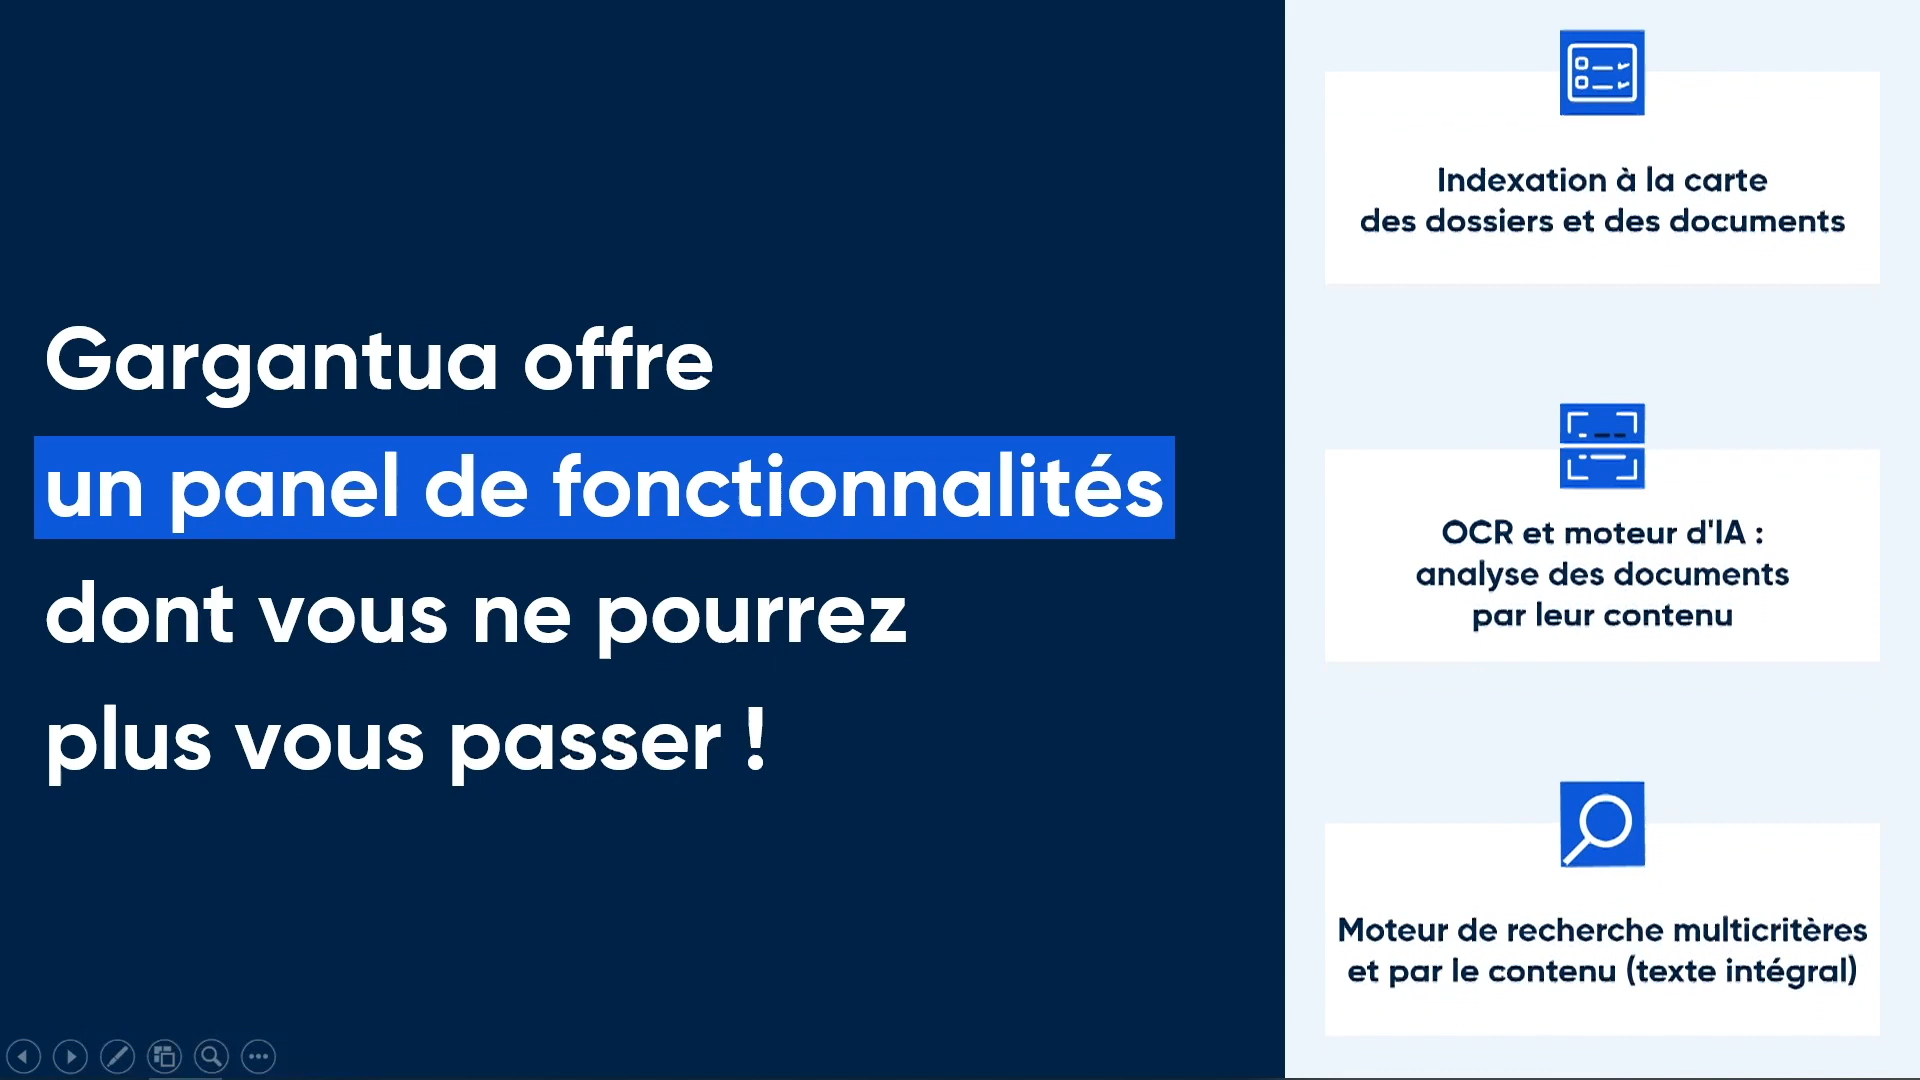 Gargantua offre
un panel de fonctionnalités
dont vous ne pourrez
plus vous passer !
Indexation à la carte
des dossiers et des documents
OCR et moteur d'IA :
analyse des documents
par leur contenu
Moteur de recherche multicritères
et par le contenu (texte intégral)